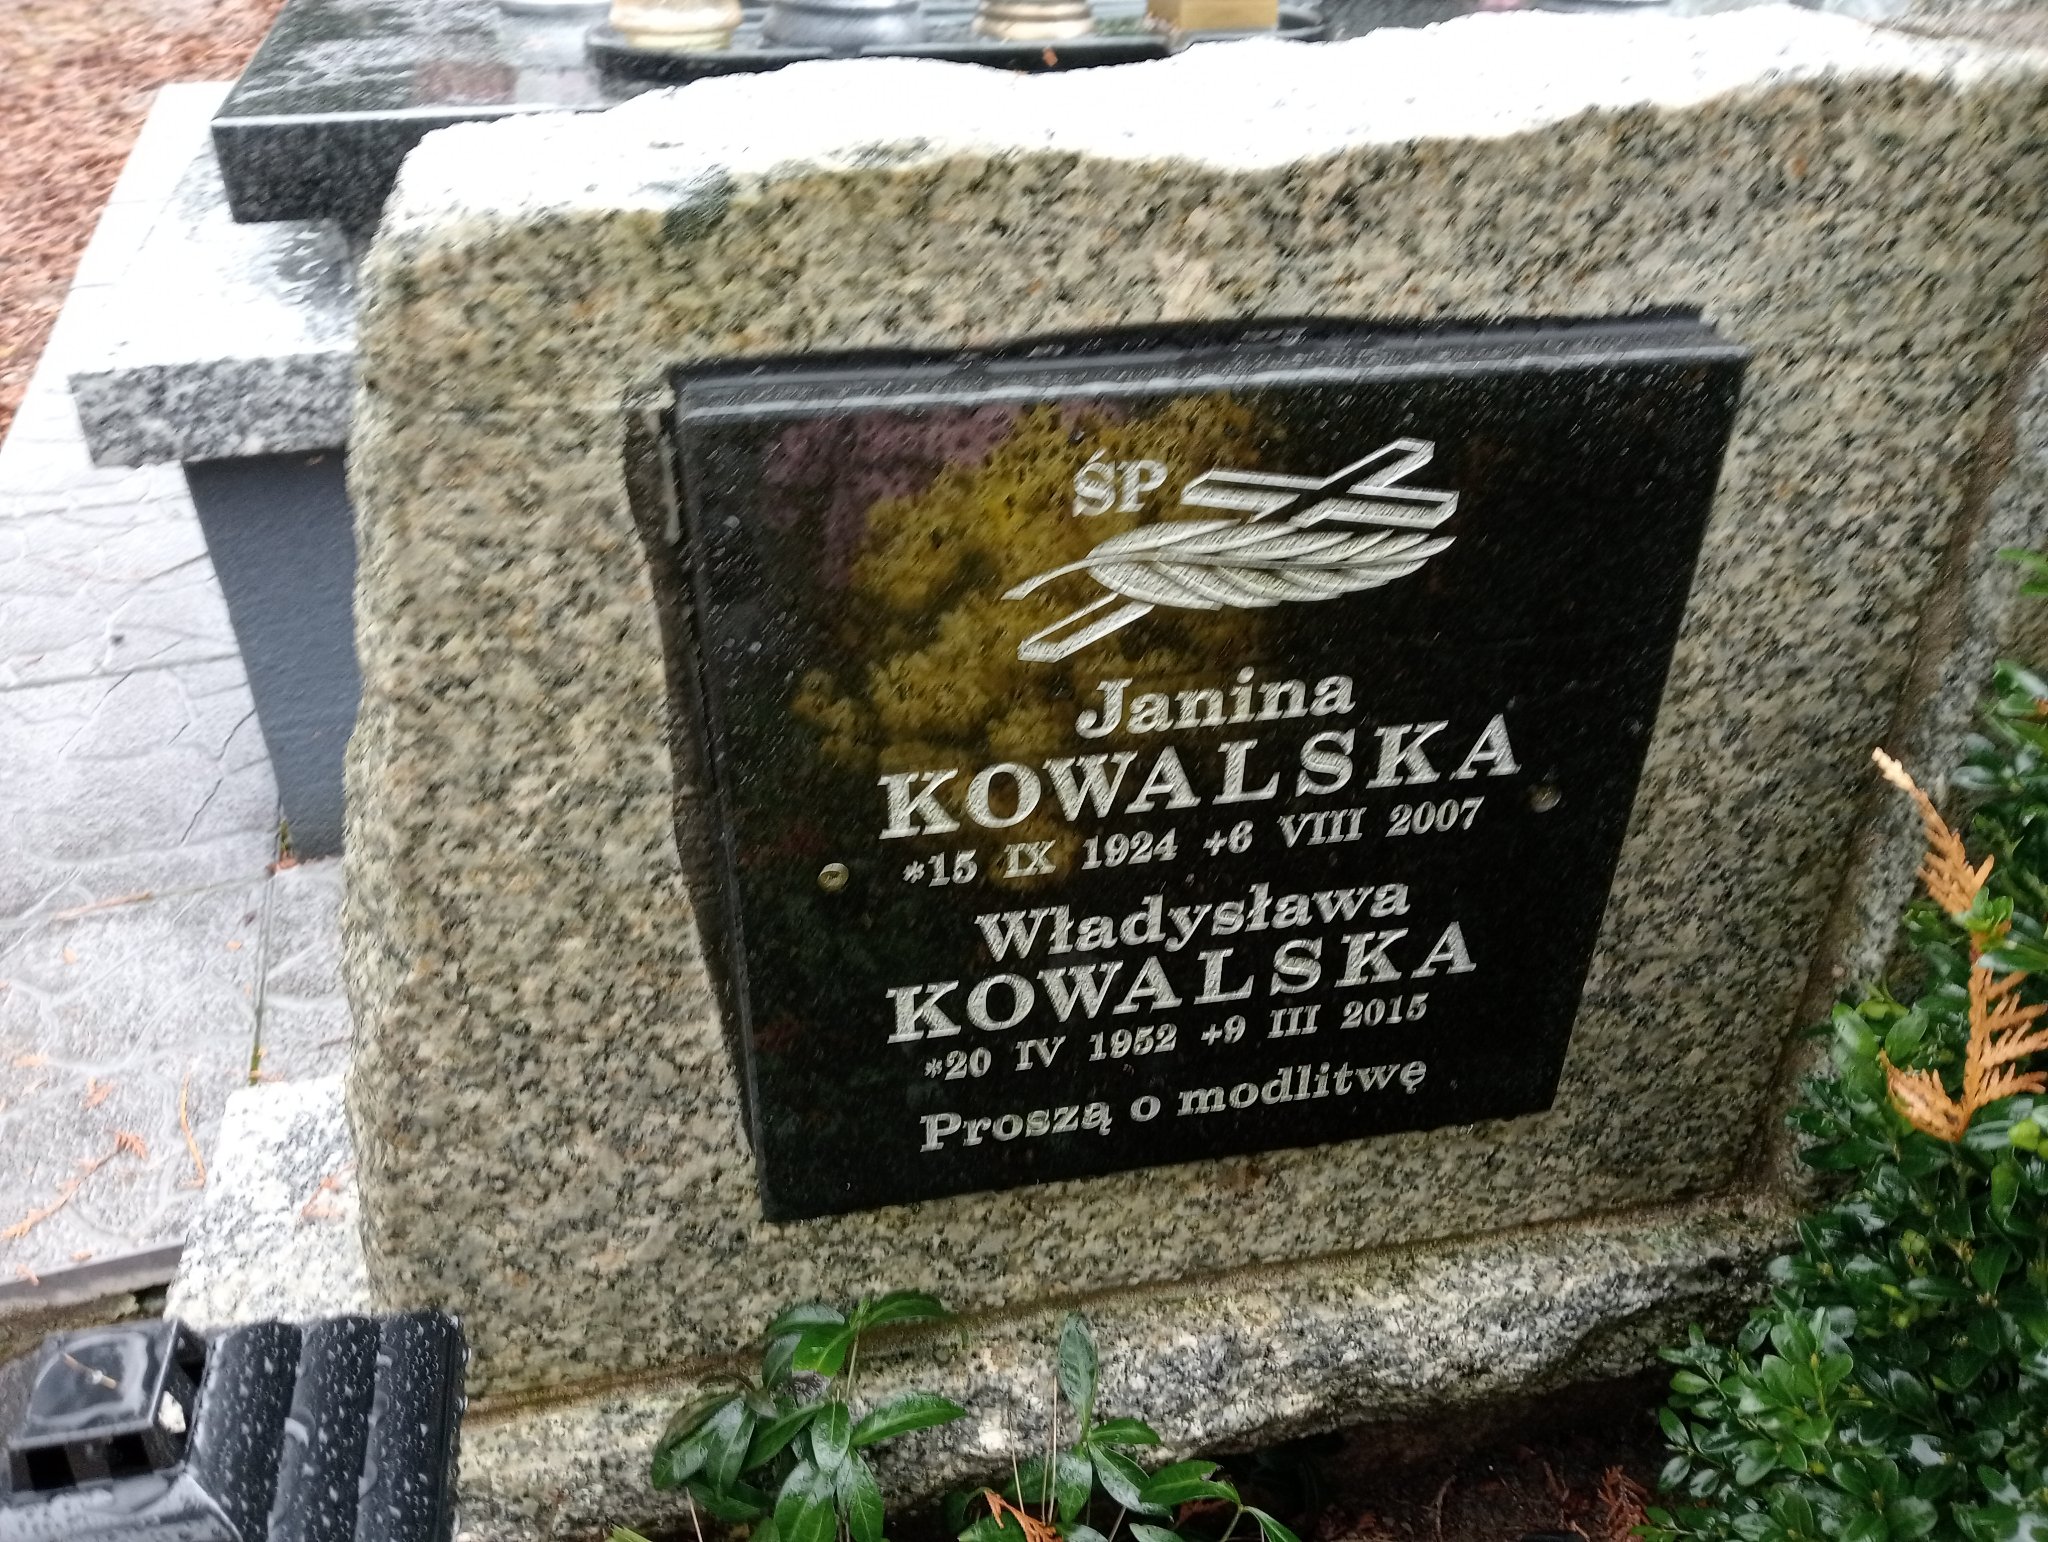 ŚP
Janina
KOWALSKA
*15 IX 1924 +6 VIII 2007
Władysława
KOWALSKA
*20 IV 1952 +9 III 2015
Proszą o modlitwę